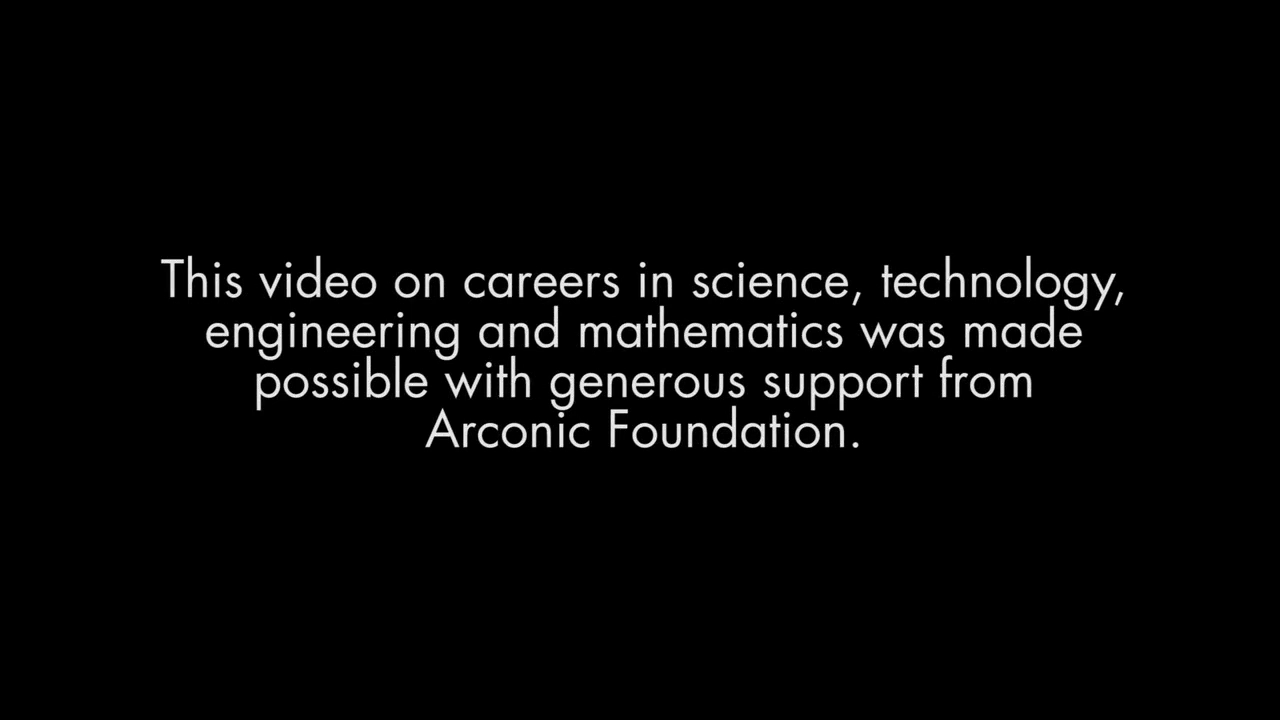 This video on careers in science, technology,
engineering and mathematics was made
possible with generous support from
Arconic Foundation.